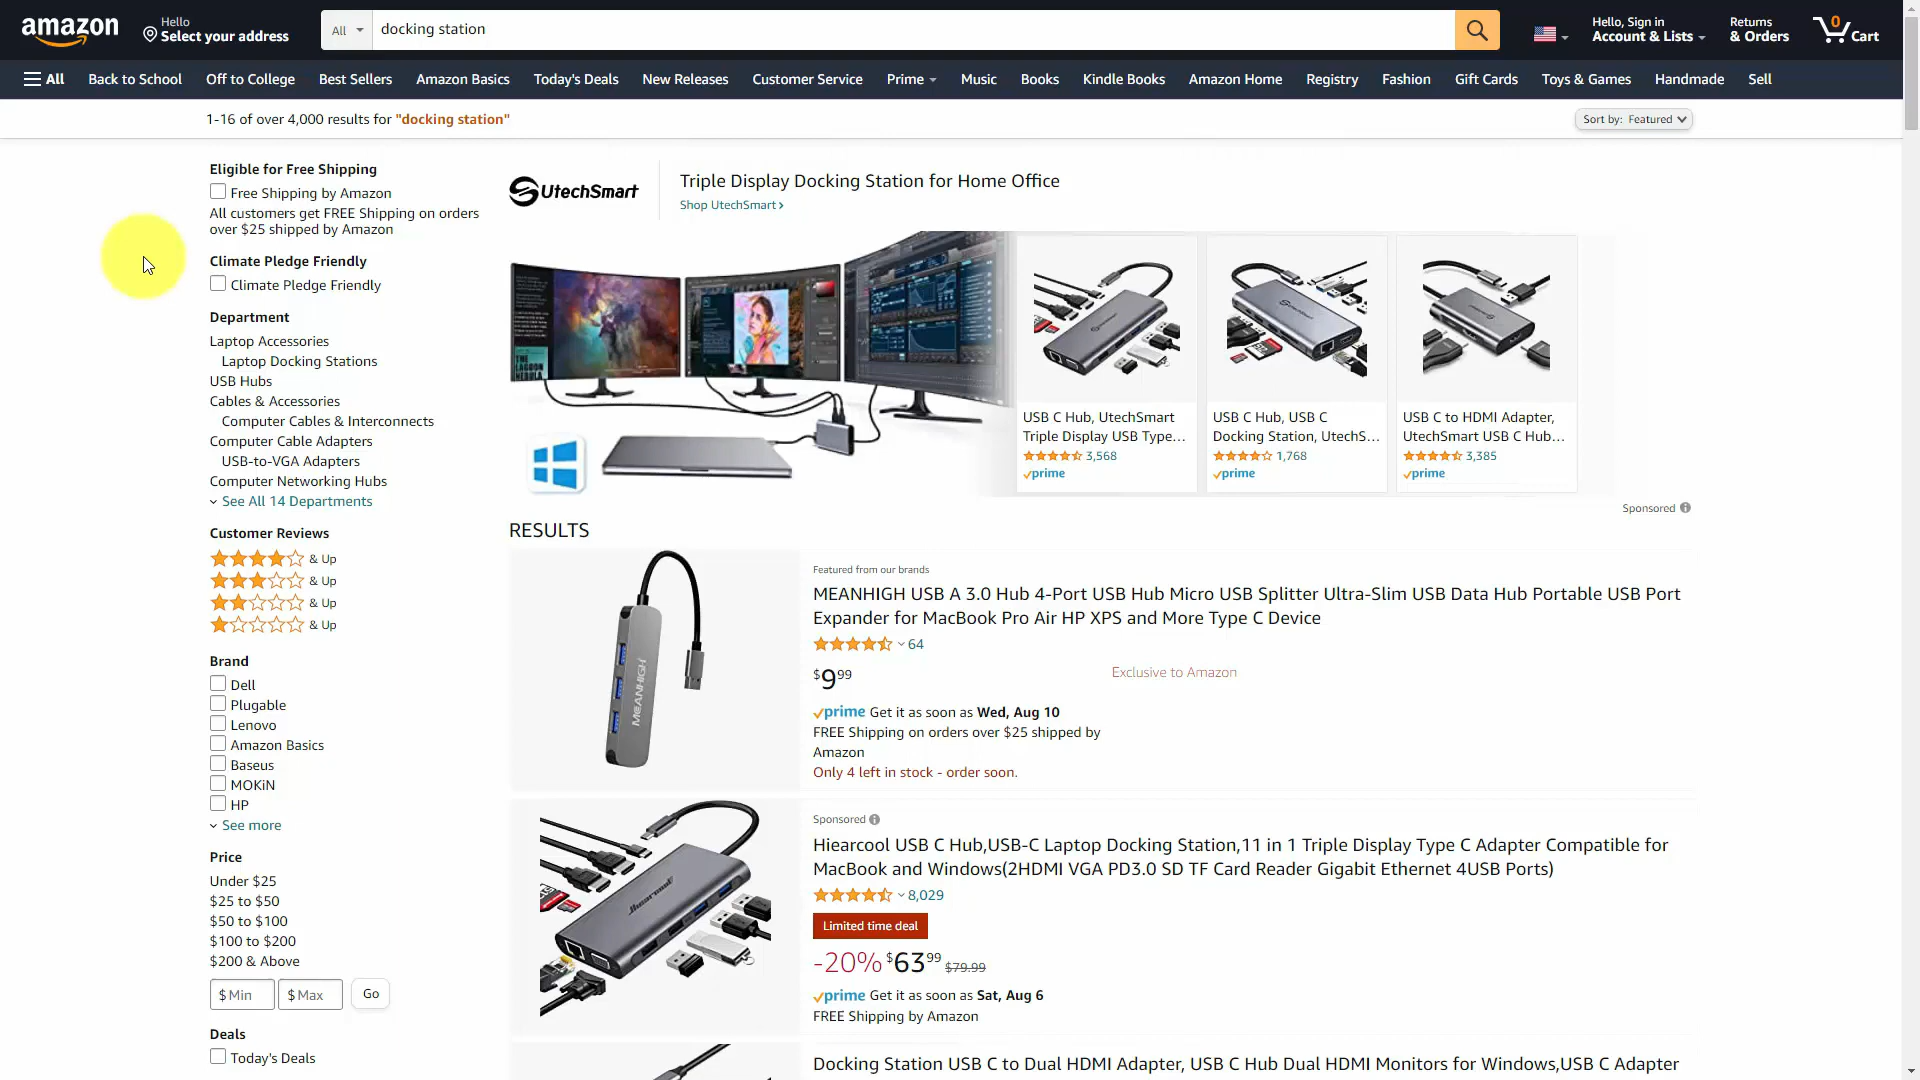 amazon
Hello
Select your address
All
docking station
Hello, Sign in
Account & Lists
Returns
& Orders
0
Cart
All
Back to School
Off to College
Best Sellers
Amazon Basics
Today's Deals
New Releases
Customer Service
Prime
Music
Books
Kindle Books
Amazon Home
Registry
Fashion
Gift Cards
Toys & Games
Handmade
Sell
1-16 of over 4,000 results for "docking station"
Sort by: Featured
Eligible for Free Shipping
Free Shipping by Amazon
All customers get FREE Shipping on orders
over $25 shipped by Amazon
Climate Pledge Friendly
Climate Pledge Friendly
Department
Laptop Accessories
Laptop Docking Stations
USB Hubs
Cables & Accessories
Computer Cables & Interconnects
Computer Cable Adapters
USB-to-VGA Adapters
Computer Networking Hubs
See All 14 Departments
Customer Reviews
& Up
& Up
& Up
& Up
Brand
Dell
Plugable
Lenovo
Amazon Basics
Baseus
MOKiN
HP
See more
Price
Under $25
$25 to $50
$50 to $100
$100 to $200
$200 & Above
$ Min
$ Max
Go
Deals
Today's Deals
UtechSmart
Triple Display Docking Station for Home Office
Shop UtechSmart ›
THE
LAGOON
NEBULA
USB C Hub, UtechSmart
Triple Display USB Type...
3,568
prime
USB C Hub, USB C
Docking Station, UtechS...
1,768
prime
USB C to HDMI Adapter,
UtechSmart USB C Hub...
3,385
prime
Sponsored
RESULTS
MEANHIGH
Featured from our brands
MEANHIGH USB A 3.0 Hub 4-Port USB Hub Micro USB Splitter Ultra-Slim USB Data Hub Portable USB Port
Expander for MacBook Pro Air HP XPS and More Type C Device
64
$9.99
Exclusive to Amazon
prime Get it as soon as Wed, Aug 10
FREE Shipping on orders over $25 shipped by
Amazon
Only 4 left in stock - order soon.
Hiearcool
Sponsored
Hiearcool USB C Hub,USB-C Laptop Docking Station,11 in 1 Triple Display Type C Adapter Compatible for
MacBook and Windows(2HDMI VGA PD3.0 SD TF Card Reader Gigabit Ethernet 4USB Ports)
8,029
Limited time deal
-20% $63.99 $79.99
prime Get it as soon as Sat, Aug 6
FREE Shipping by Amazon
Docking Station USB C to Dual HDMI Adapter, USB C Hub Dual HDMI Monitors for Windows,USB C Adapter